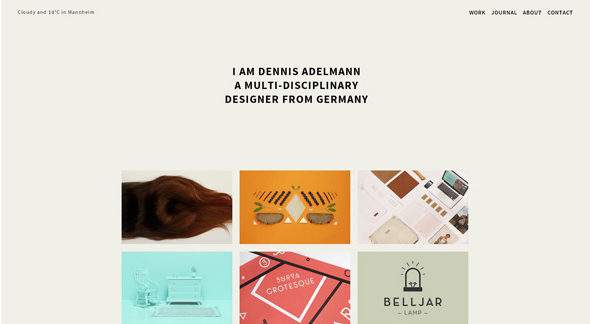 Cloudy and 18°C in Mannheim
WORK JOURNAL ABOUT CONTACT
I AM DENNIS ADELMANN
A MULTI-DISCIPLINARY
DESIGNER FROM GERMANY
SURYA
GROTESQUE
BELLJAR
– LAMP –